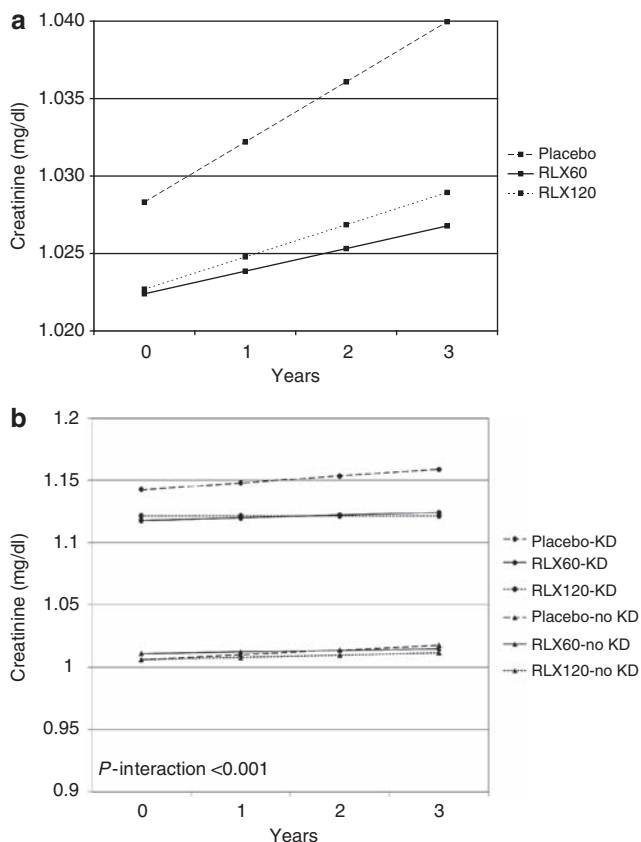 a
1.040
1.035
1.030
1.025
1.020
Creatinine (mg/dl)
0 1 2 3
Years
Placebo
RLX60
RLX120
b
1.2
1.15
1.1
1.05
1
0.95
0.9
Creatinine (mg/dl)
P-interaction <0.001
0 1 2 3
Years
Placebo-KD
RLX60-KD
RLX120-KD
Placebo-no KD
RLX60-no KD
RLX120-no KD